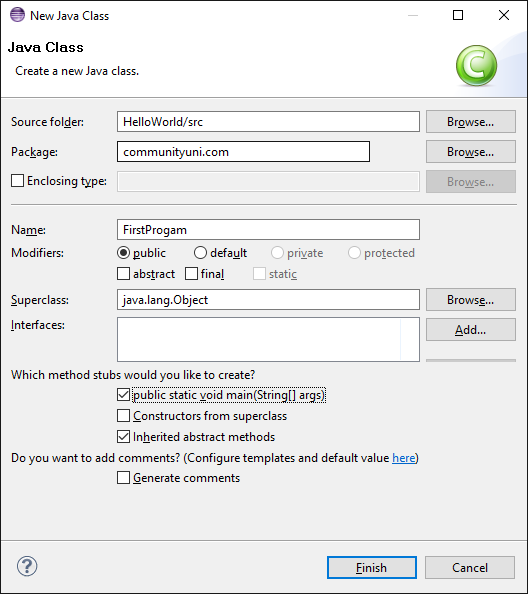 New Java Class
Java Class
Create a new Java class.
Source folder: HelloWorld/src Browse...
Package: communityuni.com Browse...
Enclosing type: Browse...
Name: FirstProgam
Modifiers: public default private protected
abstract final static
Superclass: java.lang.Object Browse...
Interfaces: Add...
Which method stubs would you like to create?
public static void main(String[] args)
Constructors from superclass
Inherited abstract methods
Do you want to add comments? (Configure templates and default value here)
Generate comments
? Finish Cancel